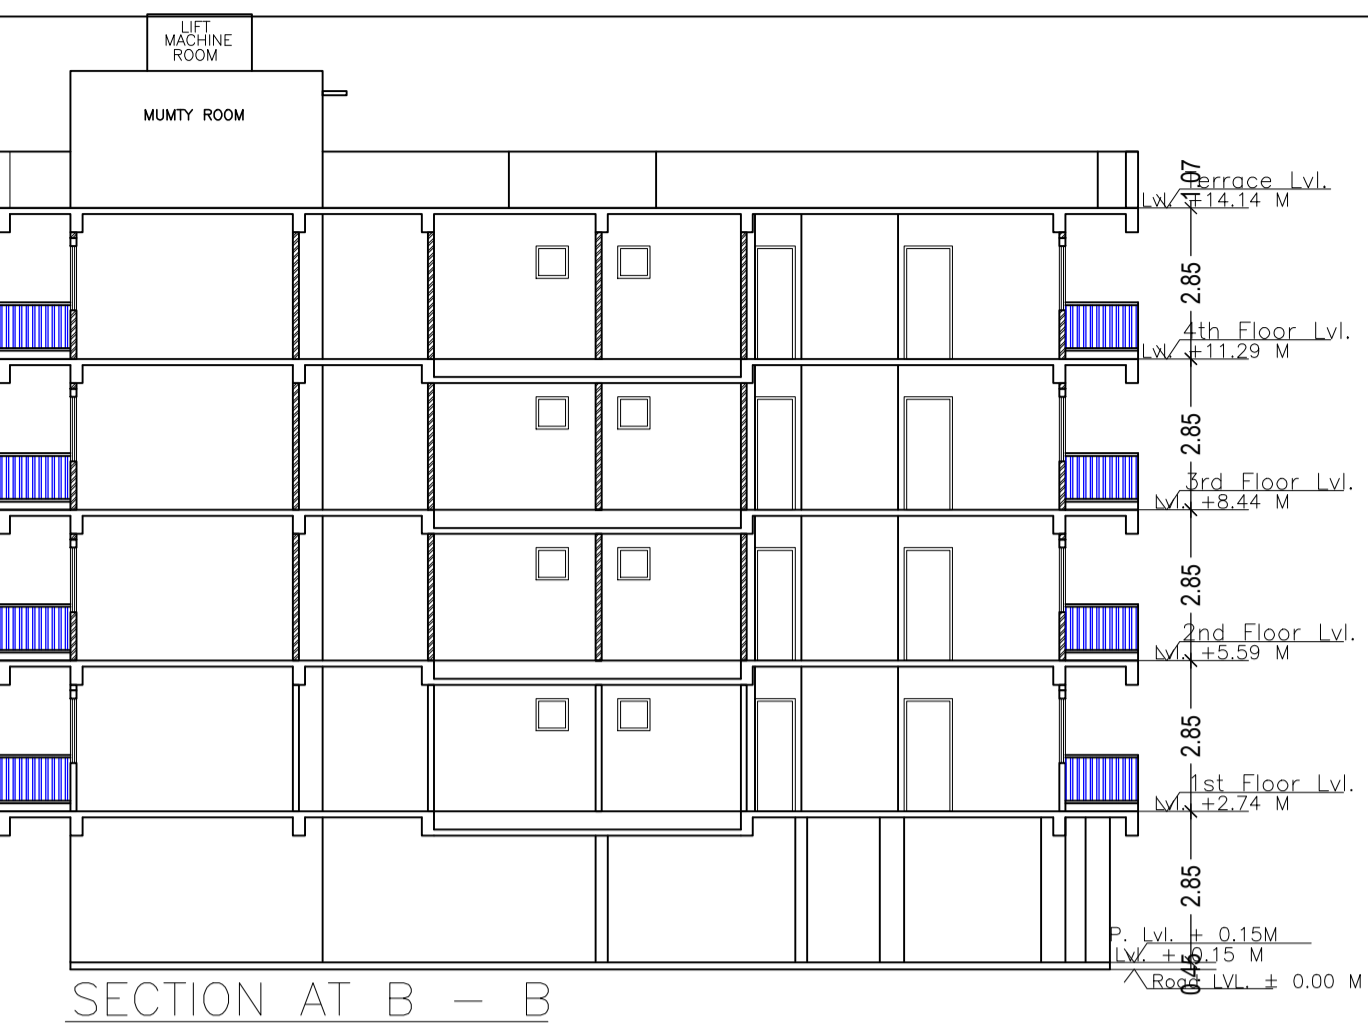 LIFT
MACHINE
ROOM
MUMTY ROOM
1.07
Terrace Lvl.
Lvl. +14.14 M
2.85
4th Floor Lvl.
Lvl. +11.29 M
2.85
3rd Floor Lvl.
Lvl. +8.44 M
2.85
2nd Floor Lvl.
Lvl. +5.59 M
2.85
1st Floor Lvl.
Lvl. +2.74 M
2.85
P. Lvl. + 0.15M
Lvl. + 0.15 M
Road LVL. ± 0.00 M
SECTION AT B - B